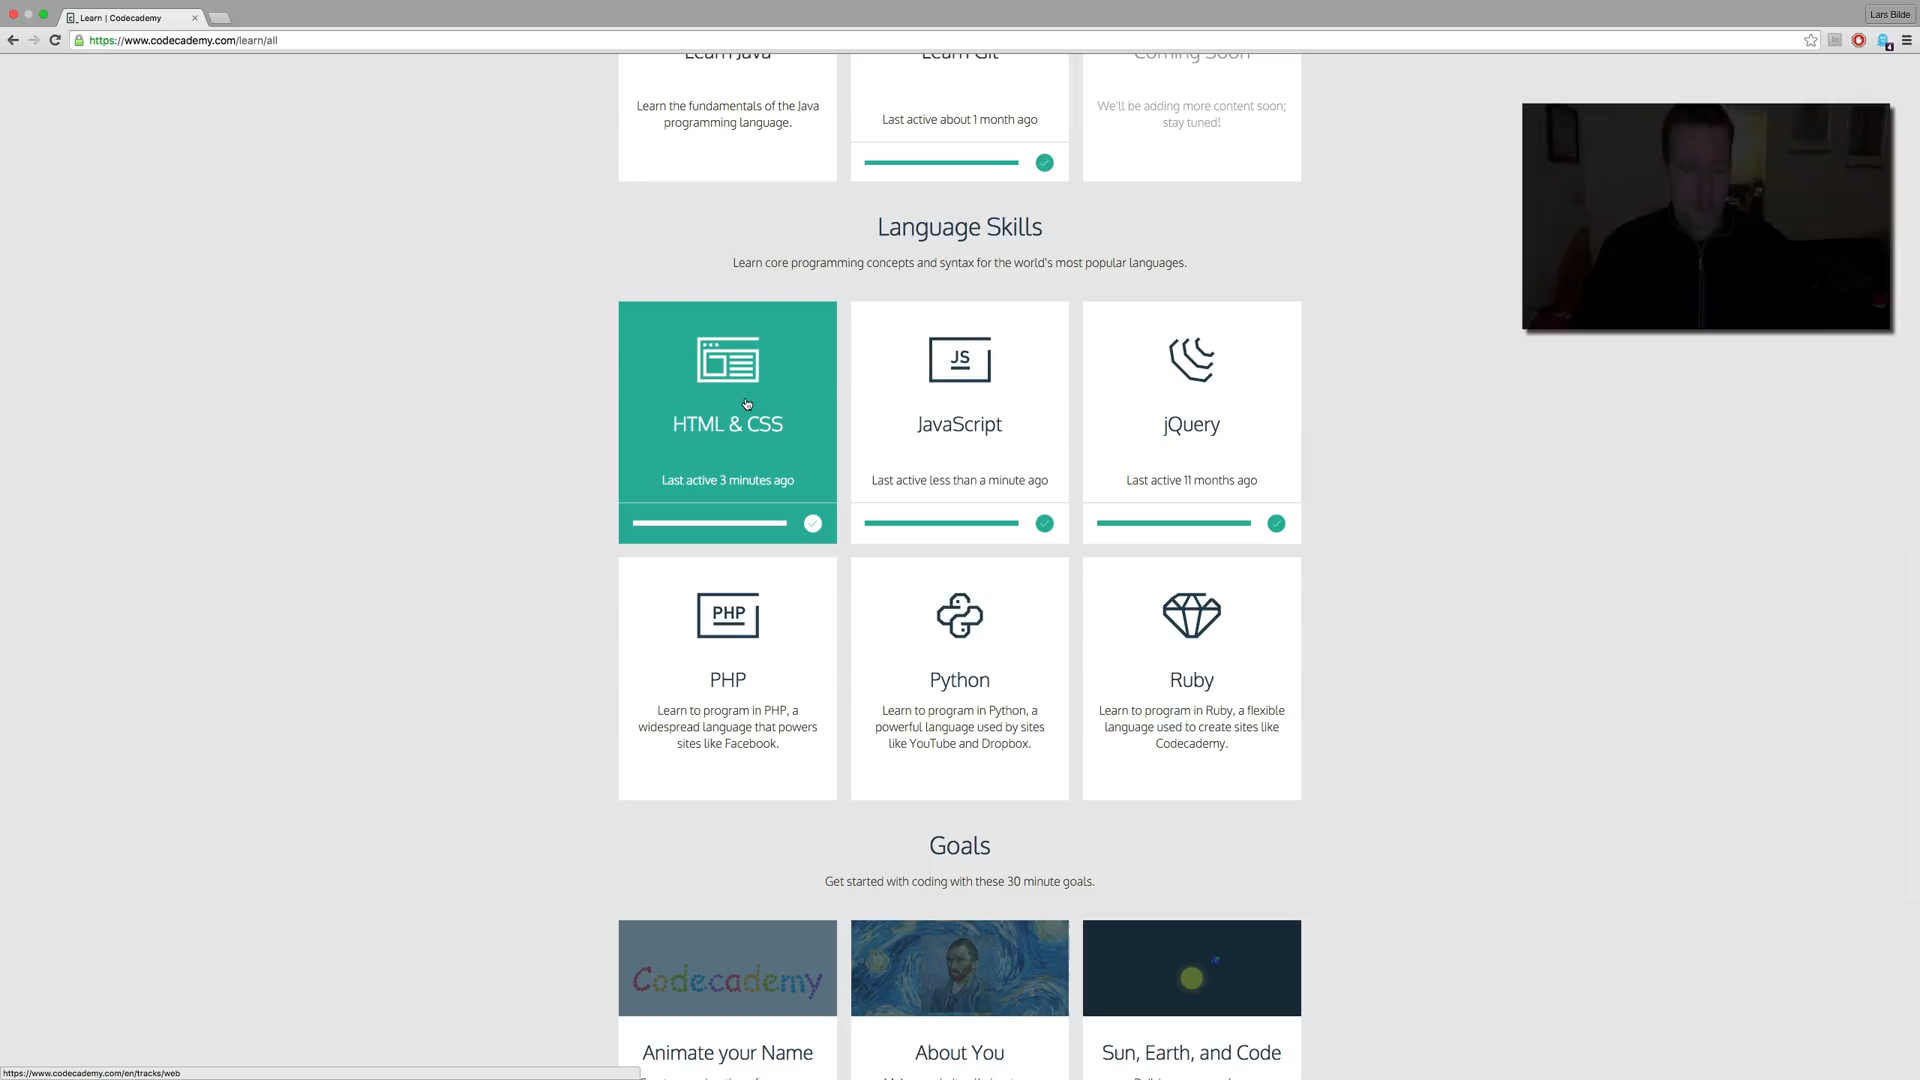 Learn | Codecademy
Lars Bilde
https://www.codecademy.com/learn/all
Learn Java
Learn Git
Coming Soon
Learn the fundamentals of the Java
programming language.
Last active about 1 month ago
We'll be adding more content soon;
stay tuned!
Language Skills
Learn core programming concepts and syntax for the world's most popular languages.
HTML & CSS
Last active 3 minutes ago
JS
JavaScript
Last active less than a minute ago
jQuery
Last active 11 months ago
PHP
PHP
Learn to program in PHP, a
widespread language that powers
sites like Facebook.
Python
Learn to program in Python, a
powerful language used by sites
like YouTube and Dropbox.
Ruby
Learn to program in Ruby, a flexible
language used to create sites like
Codecademy.
Goals
Get started with coding with these 30 minute goals.
Codecademy
Animate your Name
About You
Sun, Earth, and Code
https://www.codecademy.com/en/tracks/web